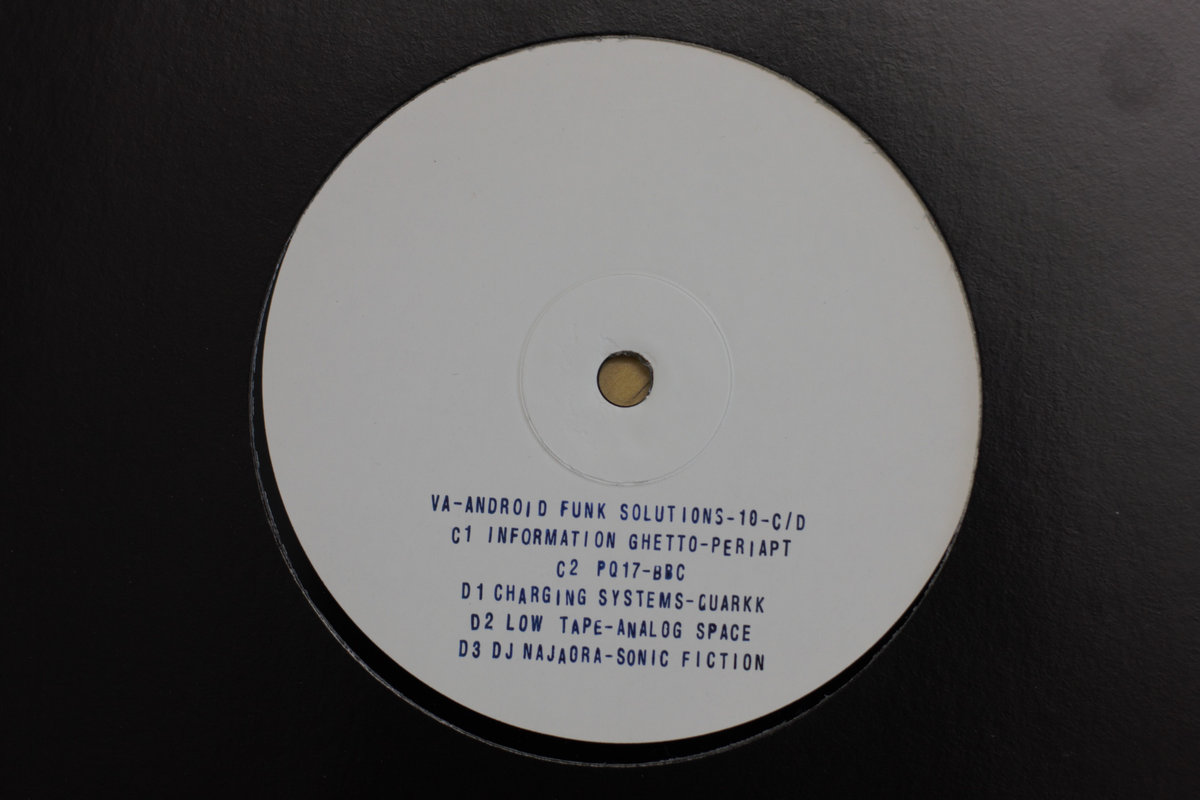 VA-ANDROID FUNK SOLUTIONS-10-C/D
C1 INFORMATION GHETTO-PERIAPT
C2 PQ17-BBC
D1 CHARGING SYSTEMS-QUARKK
D2 LOW TAPE-ANALOG SPACE
D3 DJ NAJAORA-SONIC FICTION